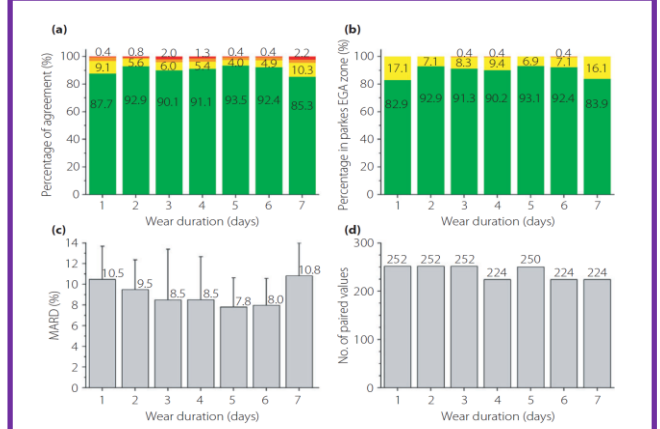 (a)
0.4 0.8 2.0 1.3 0.4 0.4 2.2
9.1 5.6 6.0 5.4 4.0 4.9 10.3
87.7 92.9 90.1 91.1 93.5 92.4 85.3
100
80
60
40
20
0
Percentage of agreement (%)
1 2 3 4 5 6 7
Wear duration (days)
(b)
0.4 0.4 0.4
17.1 7.1 8.3 9.4 6.9 7.1 16.1
82.9 92.9 91.3 90.2 93.1 92.4 83.9
100
80
60
40
20
0
Percentage in parkes EGA zone (%)
1 2 3 4 5 6 7
Wear duration (days)
(c)
14
12
10
8
6
4
2
0
MARD (%)
10.5 9.5 8.5 8.5 7.8 8.0 10.8
1 2 3 4 5 6 7
Wear duration (days)
(d)
300
200
100
0
No. of paired values
252 252 252 224 250 224 224
1 2 3 4 5 6 7
Wear duration (days)